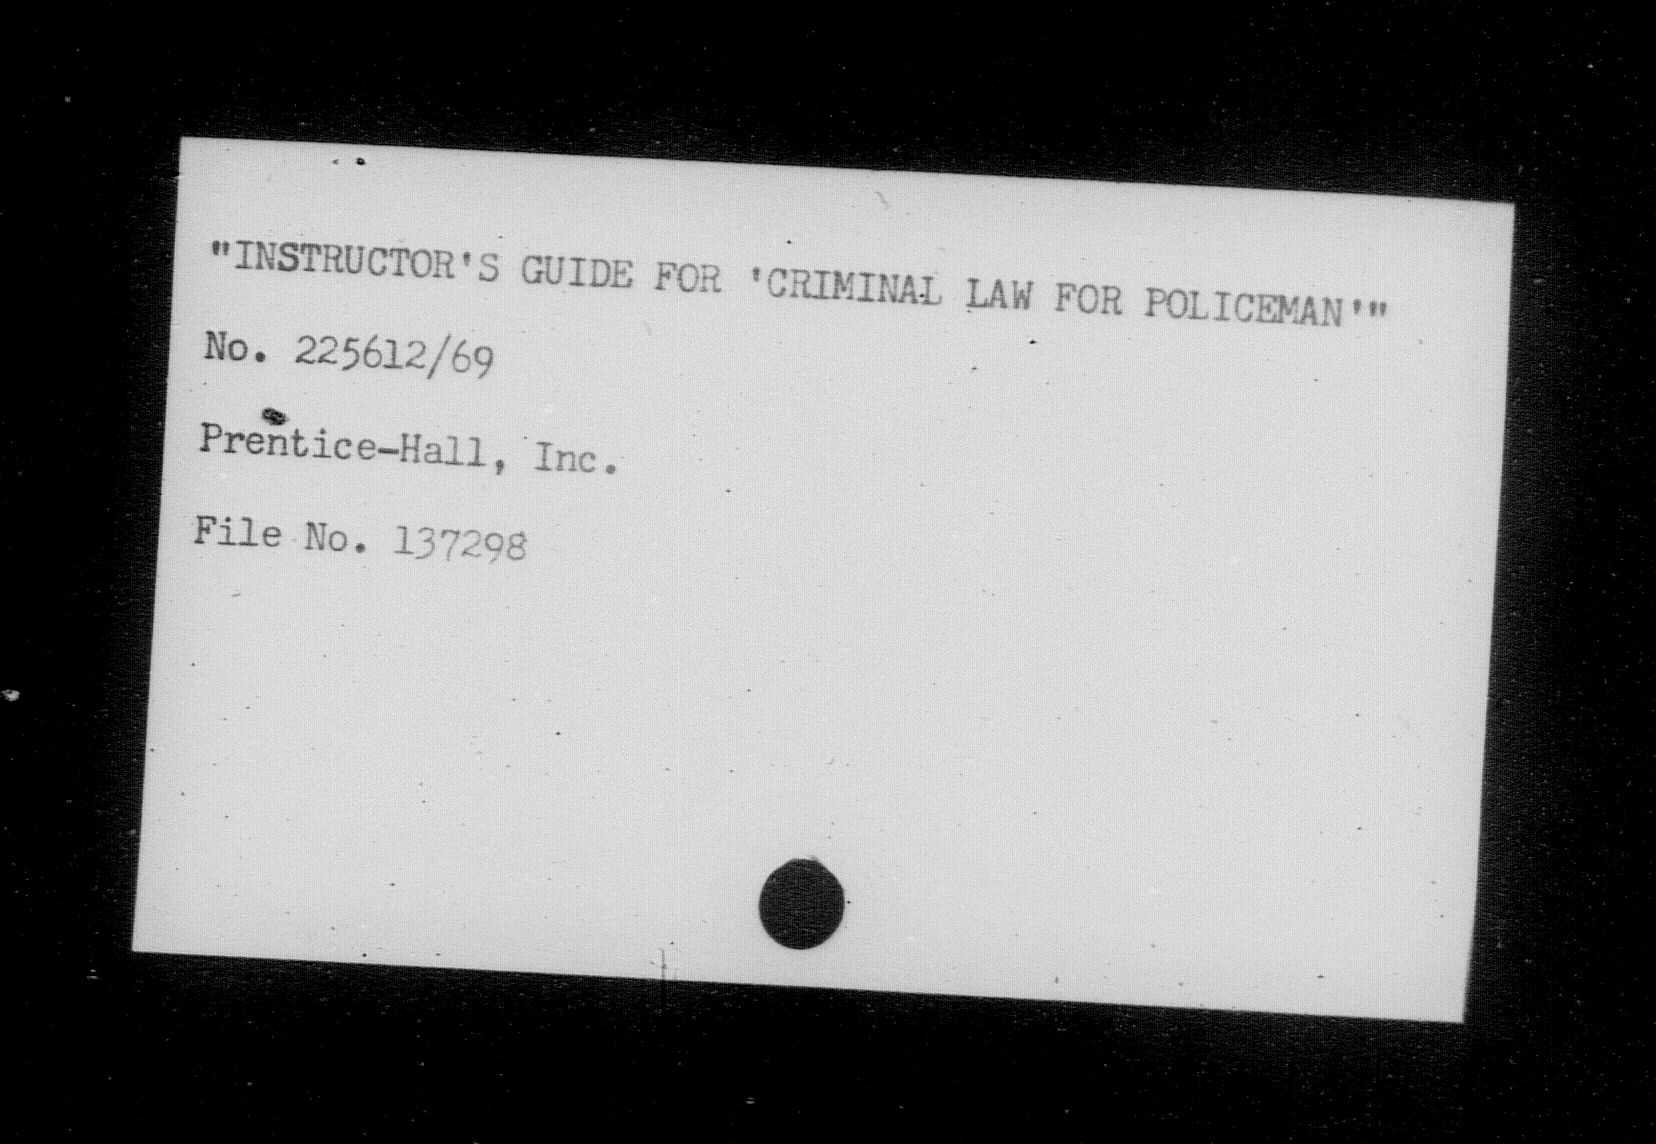 "INSTRUCTOR'S GUIDE FOR 'CRIMINAL LAW FOR POLICEMAN'"
No. 225612/69
Prentice-Hall, Inc.
File No. 137298